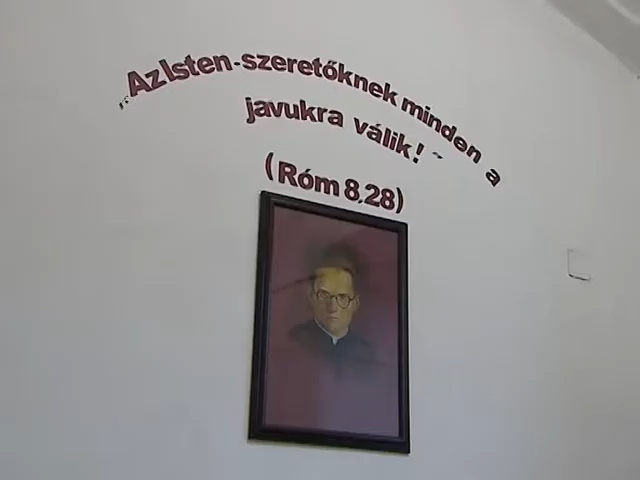 „Az Isten-szeretőknek minden a
javukra válik!”
(Róm 8,28)